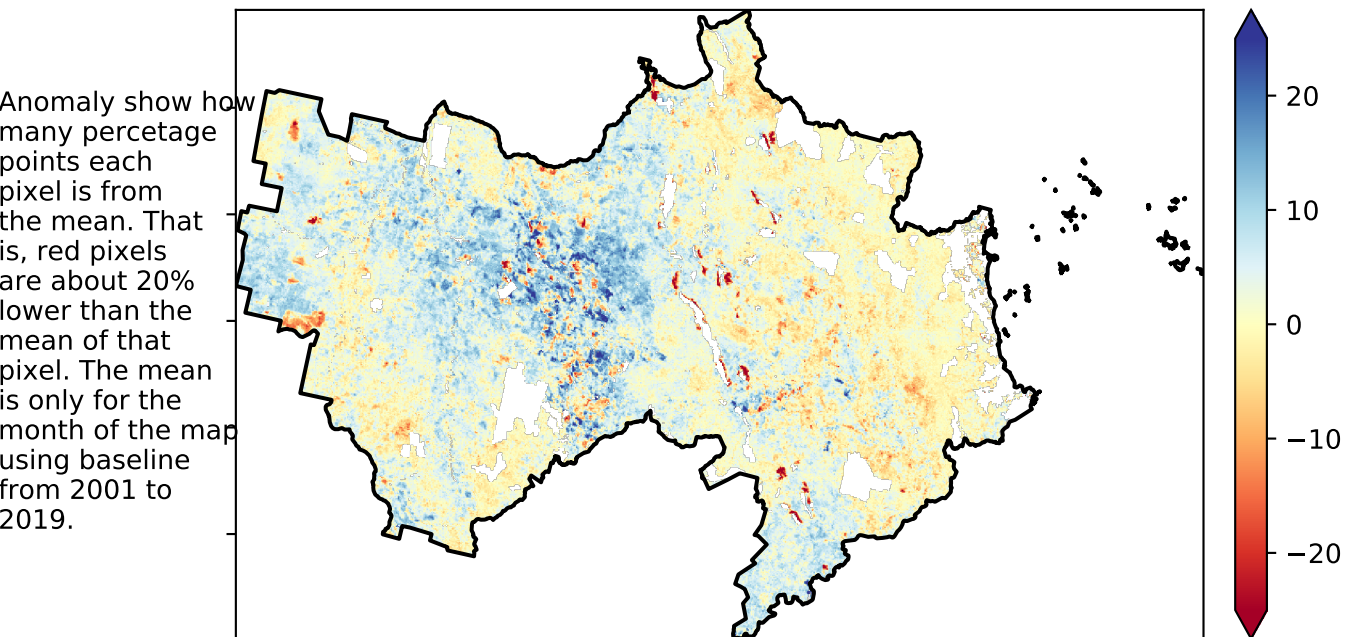 Anomaly show how
many percetage
points each
pixel is from
the mean. That
is, red pixels
are about 20%
lower than the
mean of that
pixel. The mean
is only for the
month of the map
using baseline
from 2001 to
2019.
20
10
0
−10
−20